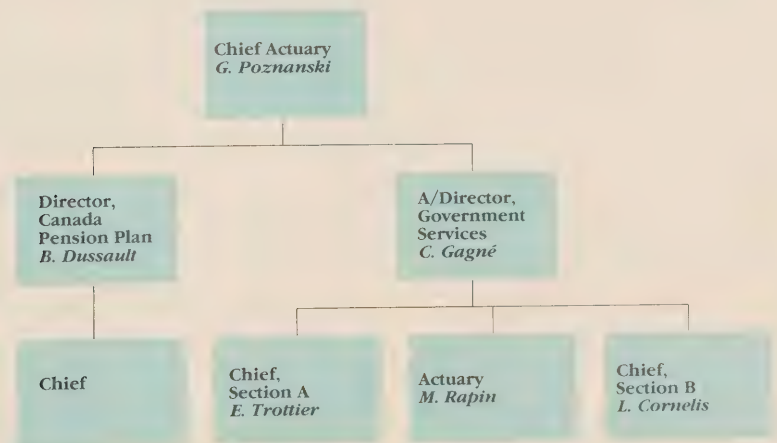 Chief Actuary
G. Poznanski
Director,
Canada
Pension Plan
B. Dussault
A/Director,
Government
Services
C. Gagné
Chief
Chief,
Section A
E. Trottier
Actuary
M. Rapin
Chief,
Section B
L. Cornelis